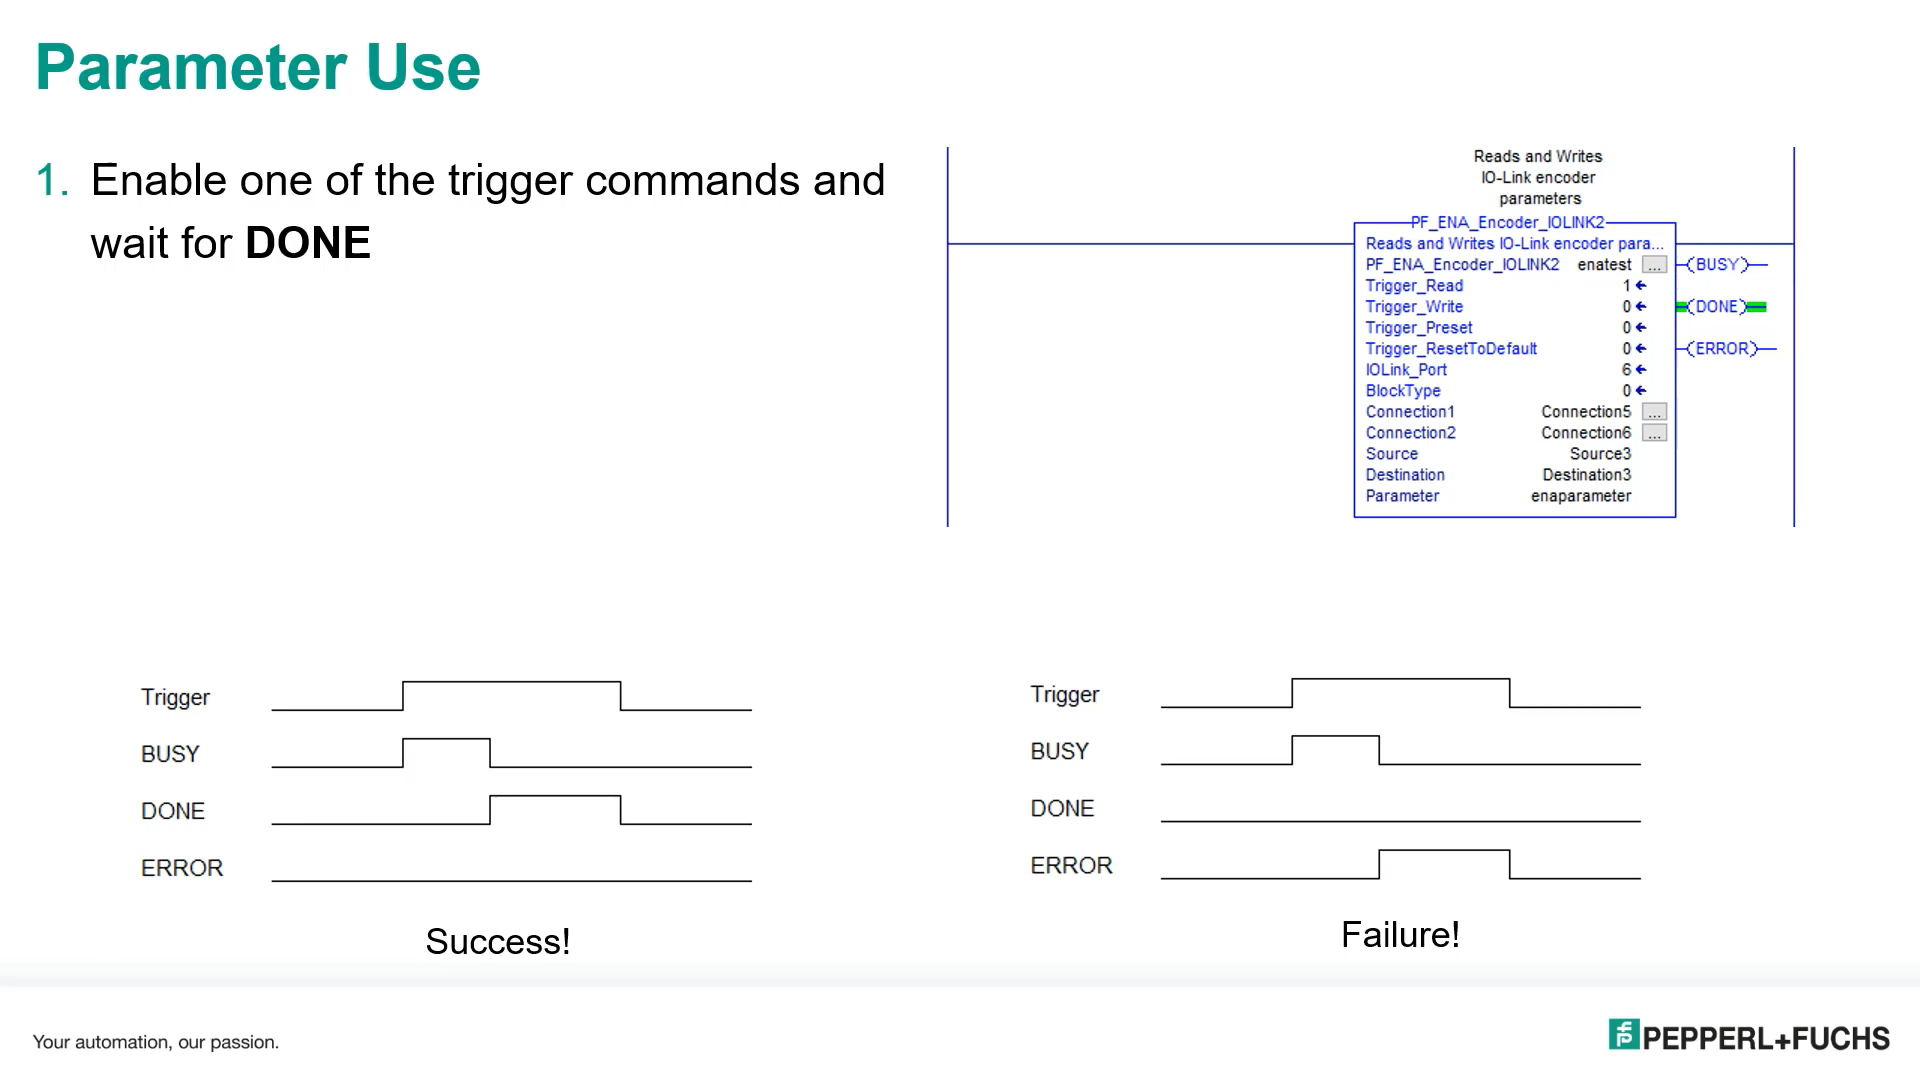 Parameter Use
1. Enable one of the trigger commands and
wait for DONE
Reads and Writes
IO-Link encoder
parameters
PF_ENA_Encoder_IOLINK2
Reads and Writes IO-Link encoder para...
PF_ENA_Encoder_IOLINK2 enatest ... (BUSY)
Trigger_Read 1
Trigger_Write 0 (DONE)
Trigger_Preset 0
Trigger_ResetToDefault 0 (ERROR)
IOLink_Port 6
BlockType 0
Connection1 Connection5 ...
Connection2 Connection6 ...
Source Source3
Destination Destination3
Parameter enaparameter
Trigger
BUSY
DONE
ERROR
Success!
Trigger
BUSY
DONE
ERROR
Failure!
Your automation, our passion.
PEPPERL+FUCHS